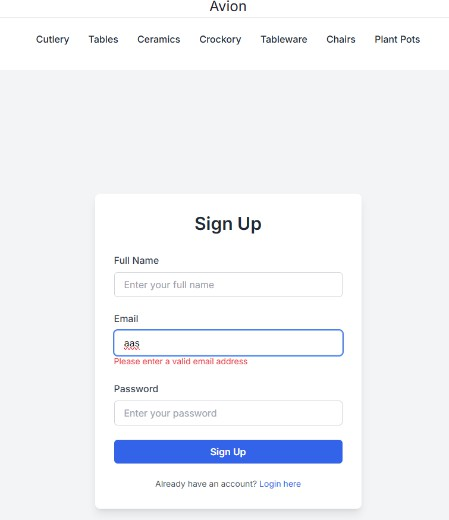 Avion
Cutlery Tables Ceramics Crockory Tableware Chairs Plant Pots
Sign Up
Full Name
Enter your full name
Email
aas
Please enter a valid email address
Password
Enter your password
Sign Up
Already have an account? Login here